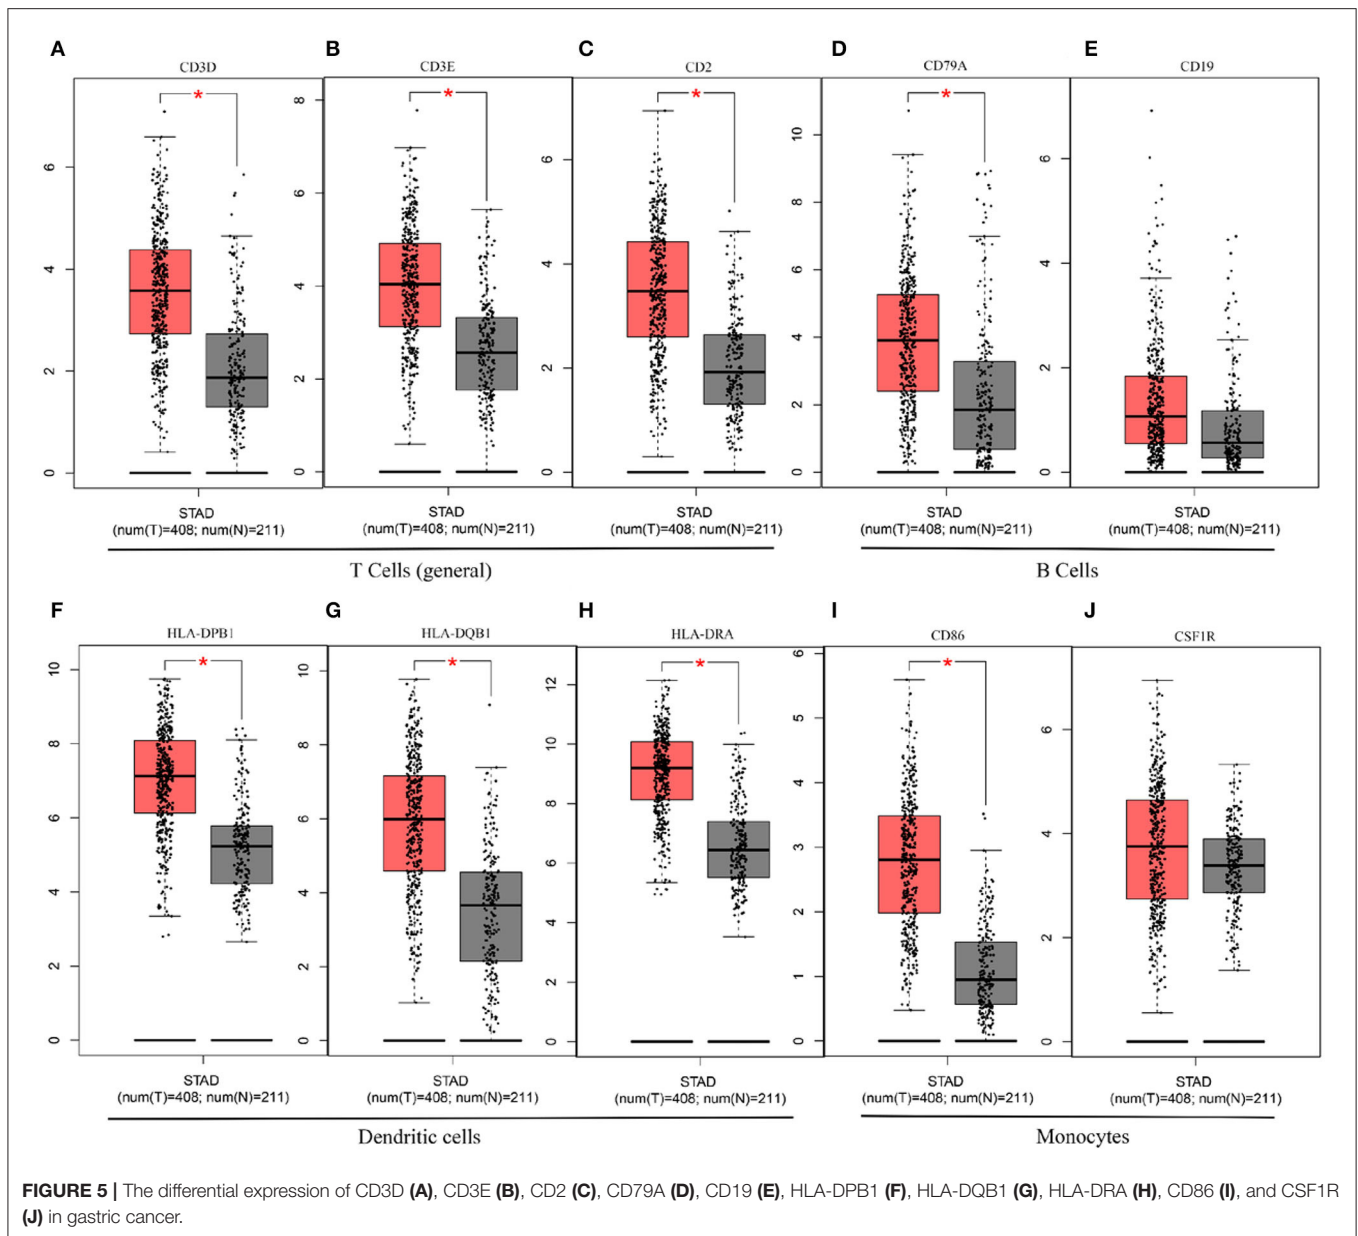 A
B
C
D
E
CD3D
CD3E
CD2
CD79A
CD19
*
*
*
*
0
2
4
6
0
2
4
6
8
0
2
4
6
0
2
4
6
8
10
0
2
4
6
STAD
(num(T)=408; num(N)=211)
STAD
(num(T)=408; num(N)=211)
STAD
(num(T)=408; num(N)=211)
STAD
(num(T)=408; num(N)=211)
STAD
(num(T)=408; num(N)=211)
T Cells (general)
B Cells
F
G
H
I
J
HLA-DPB1
HLA-DQB1
HLA-DRA
CD86
CSF1R
*
*
*
*
0
2
4
6
8
10
0
2
4
6
8
10
0
2
4
6
8
10
12
0
1
2
3
4
5
6
0
2
4
6
STAD
(num(T)=408; num(N)=211)
STAD
(num(T)=408; num(N)=211)
STAD
(num(T)=408; num(N)=211)
STAD
(num(T)=408; num(N)=211)
STAD
(num(T)=408; num(N)=211)
Dendritic cells
Monocytes
FIGURE 5 | The differential expression of CD3D (A), CD3E (B), CD2 (C), CD79A (D), CD19 (E), HLA-DPB1 (F), HLA-DQB1 (G), HLA-DRA (H), CD86 (I), and CSF1R
(J) in gastric cancer.